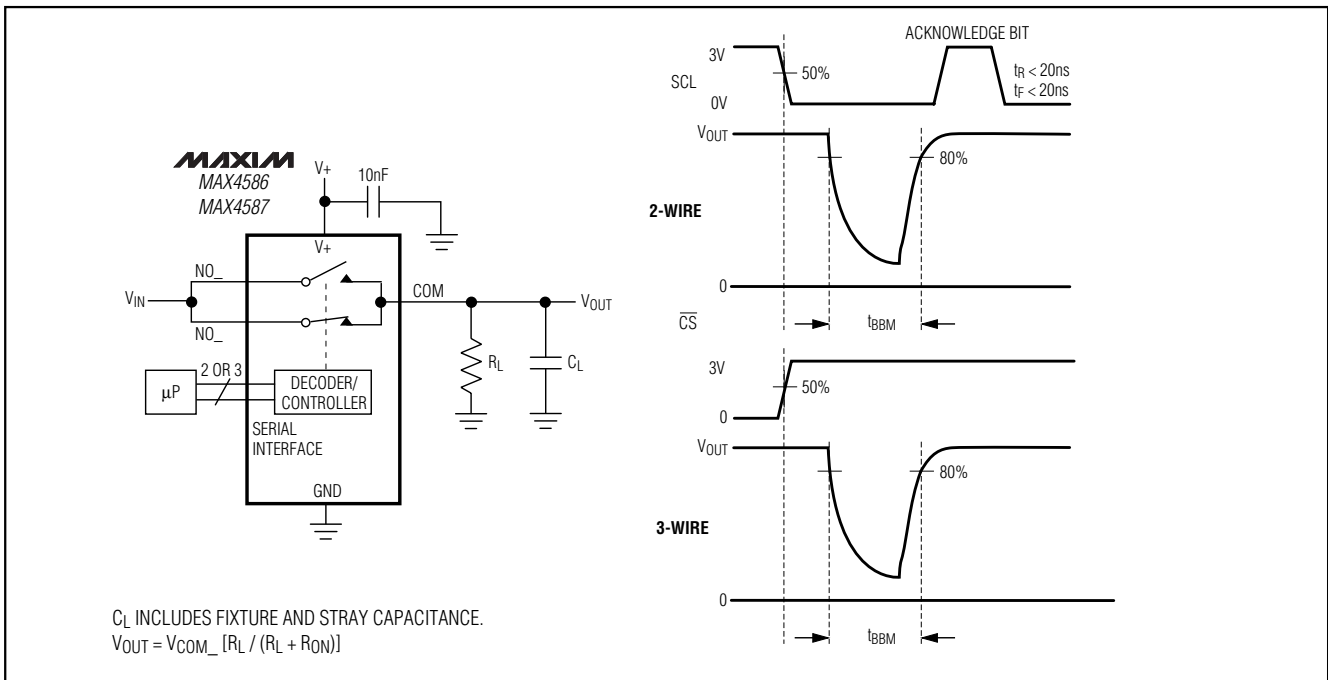 MAXIM
MAX4586
MAX4587
V+
10nF
V+
NO_
VIN
NO_
COM
VOUT
RL
CL
2 OR 3
μP
DECODER/
CONTROLLER
SERIAL
INTERFACE
GND
CL INCLUDES FIXTURE AND STRAY CAPACITANCE.
VOUT = VCOM_ [RL / (RL + RON)]
ACKNOWLEDGE BIT
3V
SCL
50%
tR < 20ns
tF < 20ns
0V
VOUT
80%
2-WIRE
0
CS
tBBM
3V
50%
0
VOUT
80%
3-WIRE
0
tBBM